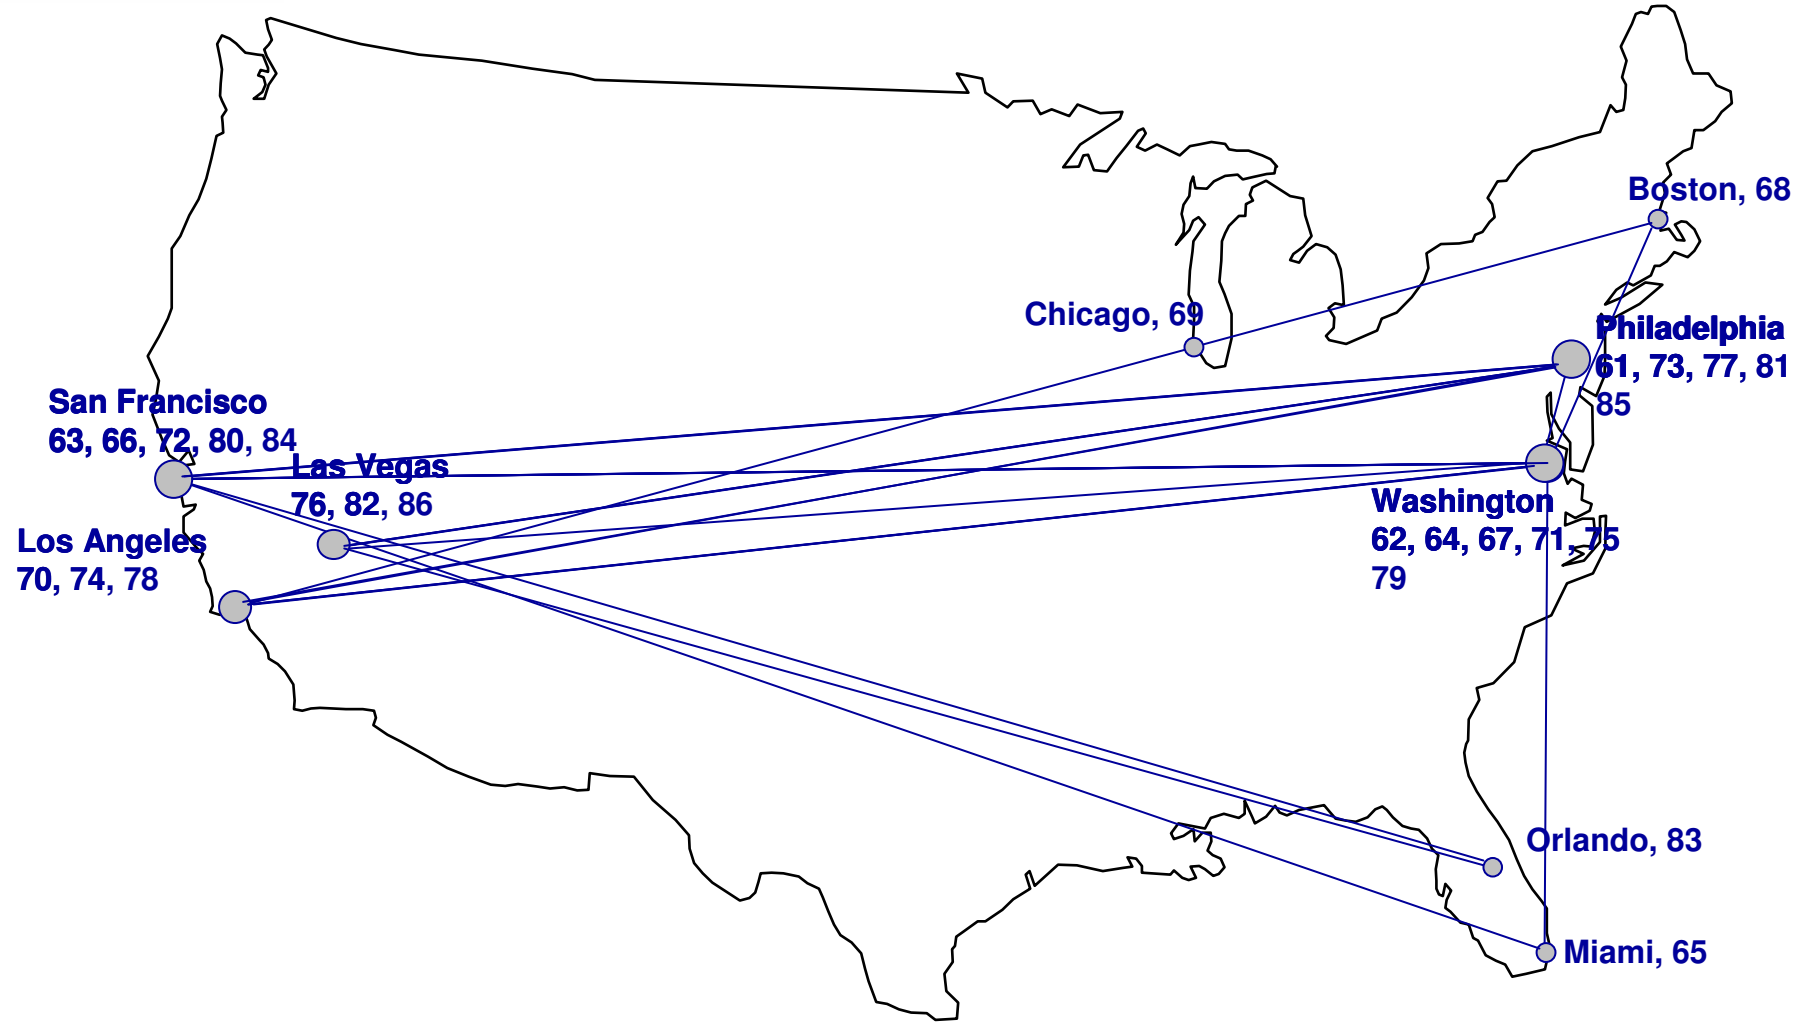 Boston, 68
Chicago, 69
Philadelphia
61, 73, 77, 81
85
San Francisco
63, 66, 72, 80, 84
Las Vegas
76, 82, 86
Washington
62, 64, 67, 71, 75
79
Los Angeles
70, 74, 78
Orlando, 83
Miami, 65